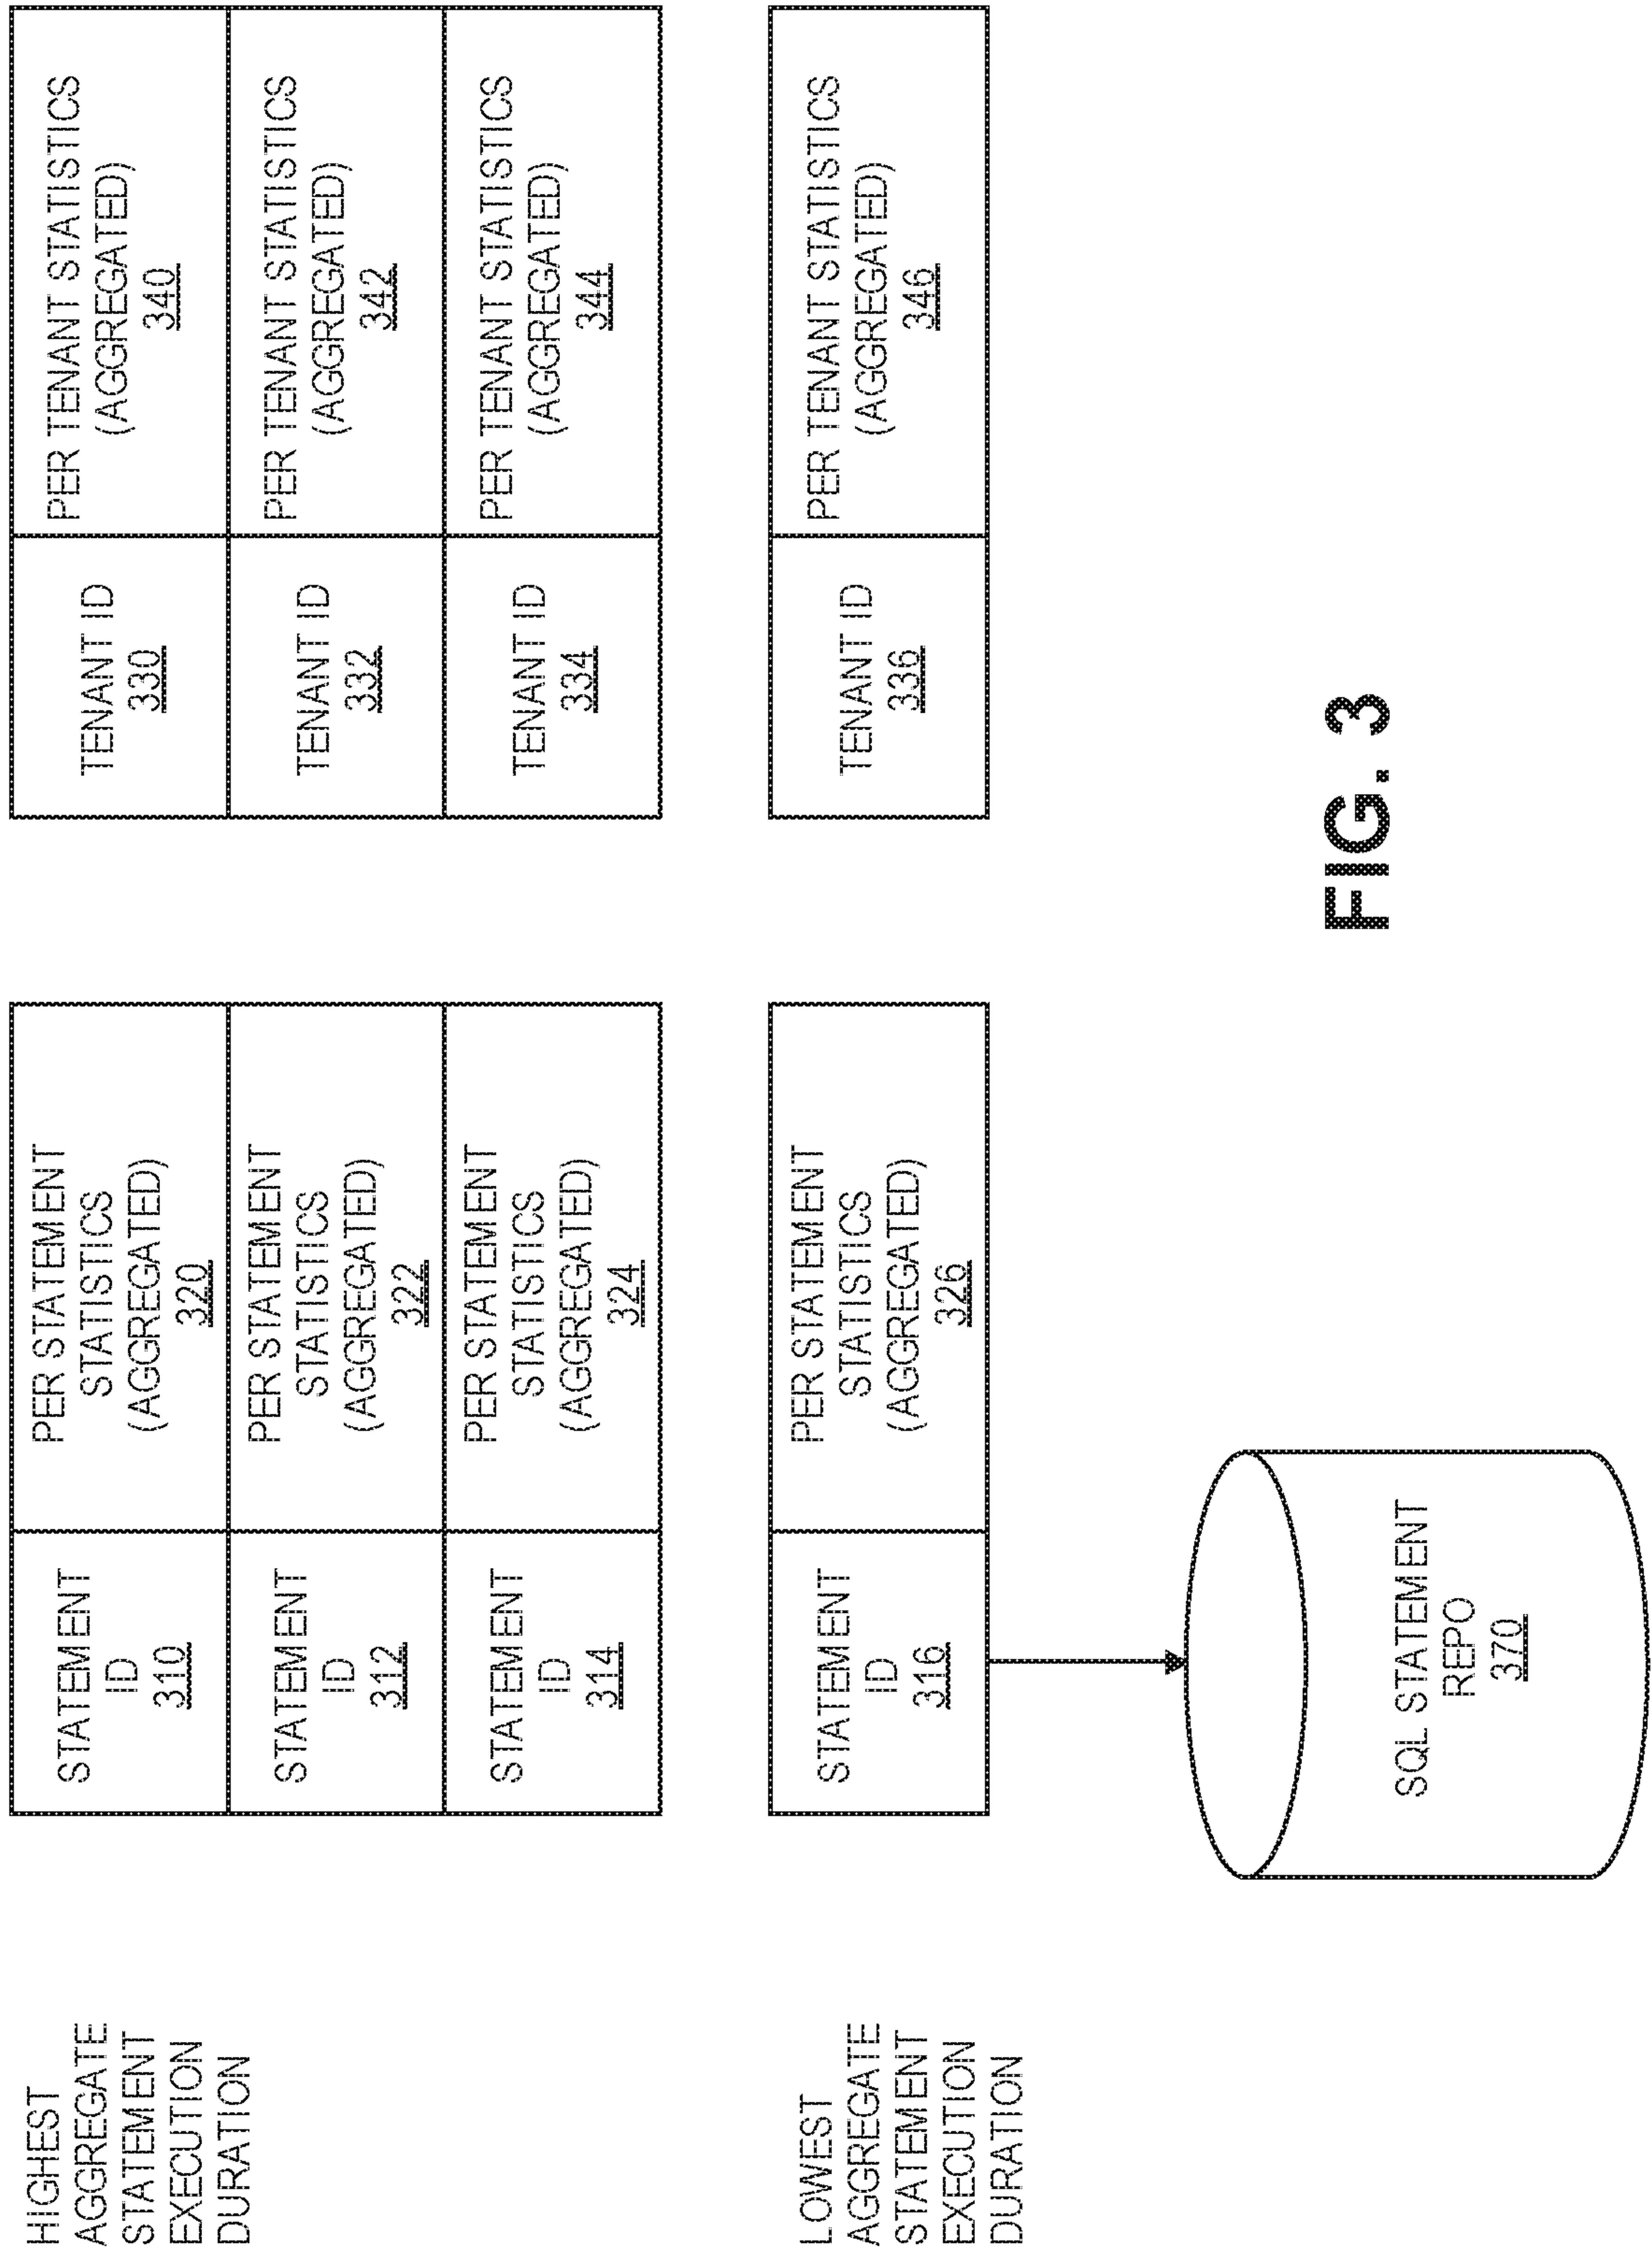 HIGHEST
AGGREGATE
STATEMENT
EXECUTION
DURATION
STATEMENT
ID
310
PER STATEMENT
STATISTICS
(AGGREGATED)
320
TENANT ID
330
PER TENANT STATISTICS
(AGGREGATED)
340
STATEMENT
ID
312
PER STATEMENT
STATISTICS
(AGGREGATED)
322
TENANT ID
332
PER TENANT STATISTICS
(AGGREGATED)
342
STATEMENT
ID
314
PER STATEMENT
STATISTICS
(AGGREGATED)
324
TENANT ID
334
PER TENANT STATISTICS
(AGGREGATED)
344
LOWEST
AGGREGATE
STATEMENT
EXECUTION
DURATION
STATEMENT
ID
316
PER STATEMENT
STATISTICS
(AGGREGATED)
326
TENANT ID
336
PER TENANT STATISTICS
(AGGREGATED)
346
SQL STATEMENT
REPO
370
FIG. 3